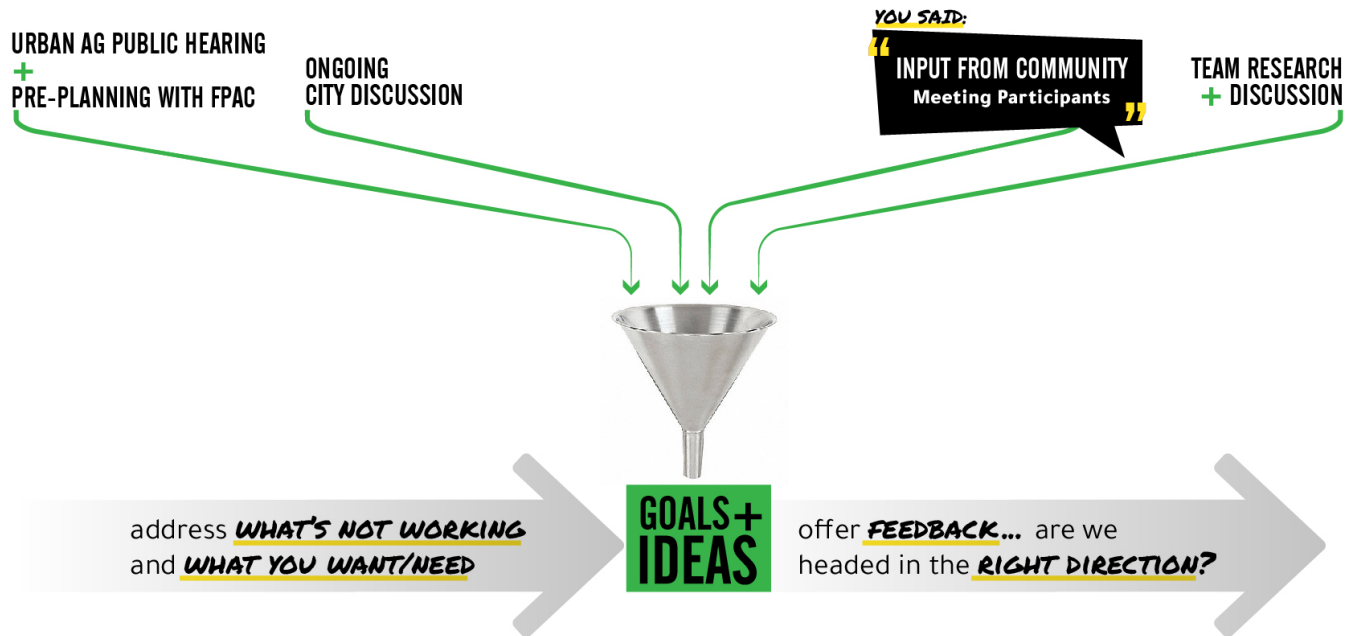 URBAN AG PUBLIC HEARING
+
PRE-PLANNING WITH FPAC
ONGOING
CITY DISCUSSION
YOU SAID:
“INPUT FROM COMMUNITY
Meeting Participants”
TEAM RESEARCH
+ DISCUSSION
address WHAT'S NOT WORKING
and WHAT YOU WANT/NEED
GOALS+
IDEAS
offer FEEDBACK... are we
headed in the RIGHT DIRECTION?